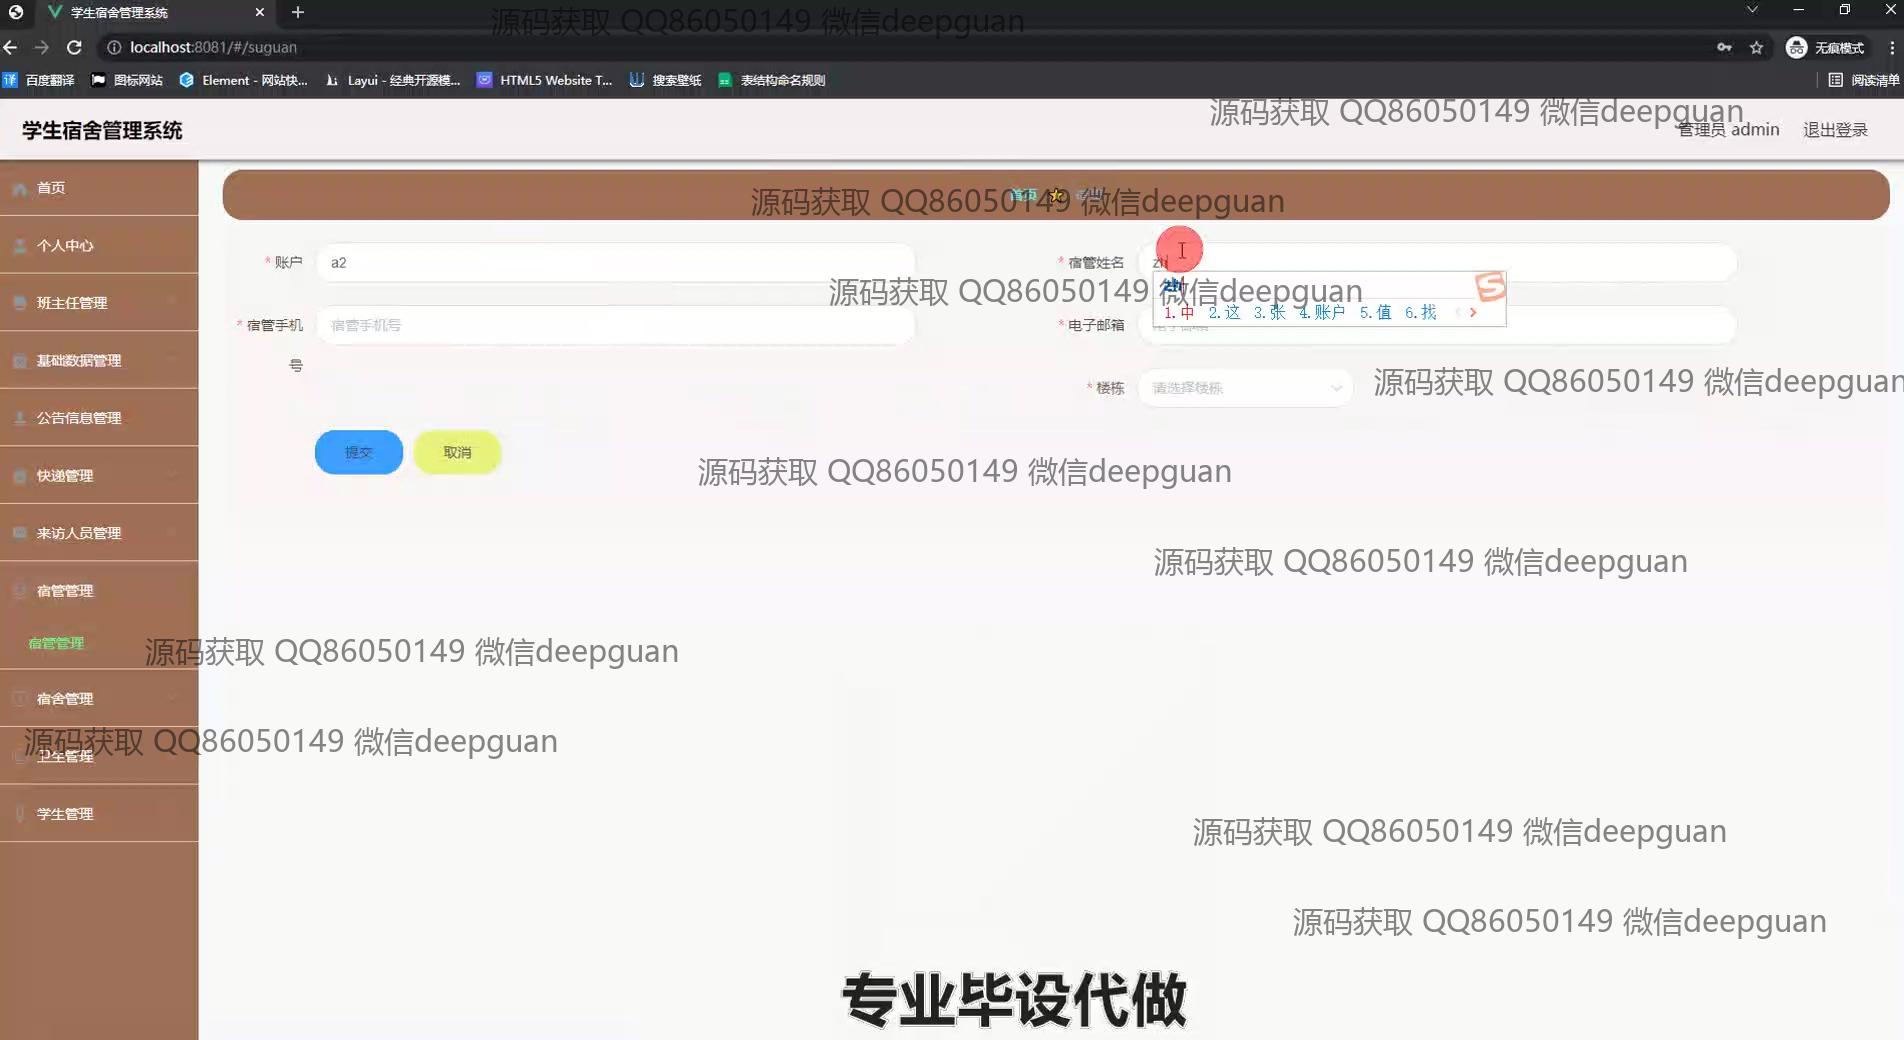 学生宿舍管理系统
源码获取 QQ86050149 微信deepguan
localhost:8081/#/suguan
无痕模式
百度翻译 图标网站 Element - 网站快... Layui - 经典开源模... HTML5 Website T... 搜索壁纸 表结构命名规则 阅读清单
源码获取 QQ86050149 微信deepguan
学生宿舍管理系统
管理员 admin 退出登录
首页
源码获取 QQ86050149 微信deepguan
首页
个人中心
* 账户 a2
* 宿管姓名 zh
源码获取 QQ86050149 微信deepguan
zh
1.中 2.这 3.张 4.账户 5.值 6.找
班主任管理
* 宿管手机号 宿管手机号
* 电子邮箱 电子邮箱
基础数据管理
* 楼栋 请选择楼栋
源码获取 QQ86050149 微信deepguan
公告信息管理
提交 取消
快递管理
源码获取 QQ86050149 微信deepguan
来访人员管理
源码获取 QQ86050149 微信deepguan
宿管管理
宿管管理
源码获取 QQ86050149 微信deepguan
宿舍管理
源码获取 QQ86050149 微信deepguan
卫生管理
学生管理
源码获取 QQ86050149 微信deepguan
源码获取 QQ86050149 微信deepguan
专业毕设代做